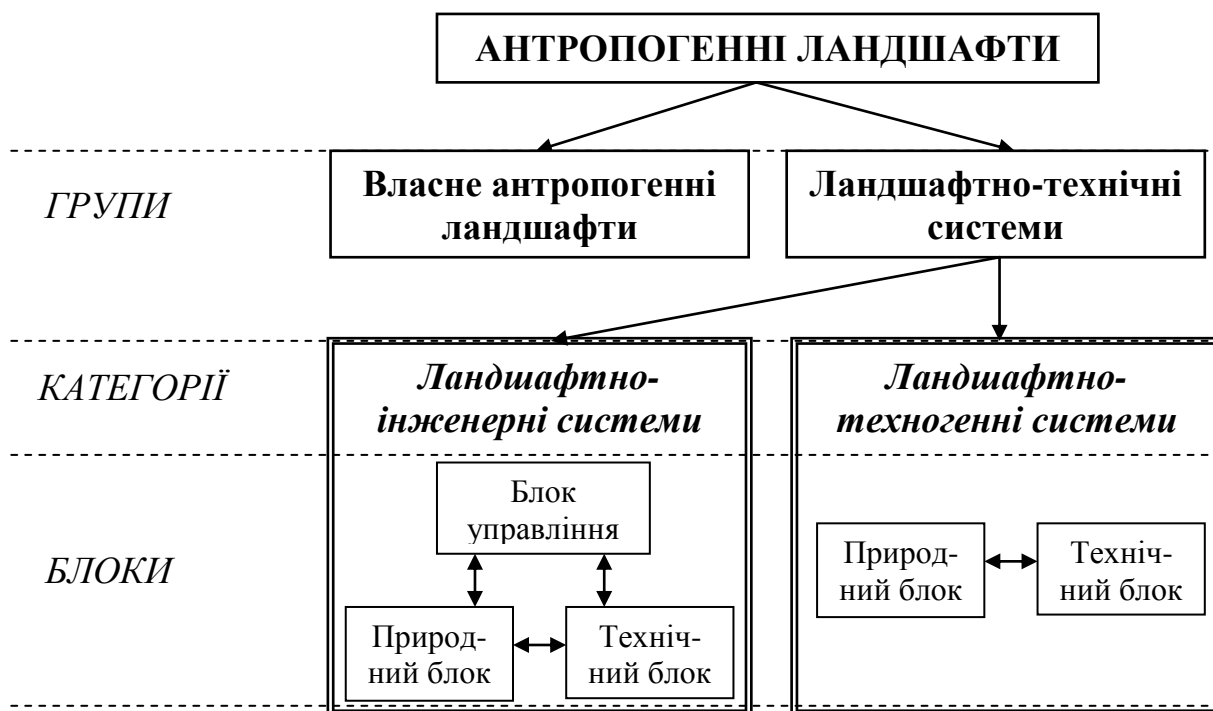 АНТРОПОГЕННІ ЛАНДШАФТИ
ГРУПИ
Власне антропогенні
ландшафти
Ландшафтно-технічні
системи
КАТЕГОРІЇ
Ландшафтно-
інженерні системи
Ландшафтно-
техногенні системи
БЛОКИ
Блок
управління
Природ-
ний блок
Техніч-
ний блок
Природ-
ний блок
Техніч-
ний блок